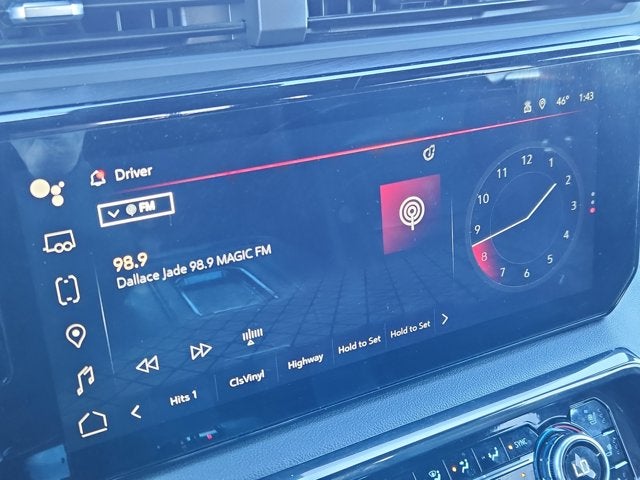 46° 1:43
Driver
FM
98.9
Dallace Jade 98.9 MAGIC FM
12
1
2
3
4
5
6
7
8
9
10
11
Hits 1
ClsVinyl
Highway
Hold to Set
Hold to Set
SYNC